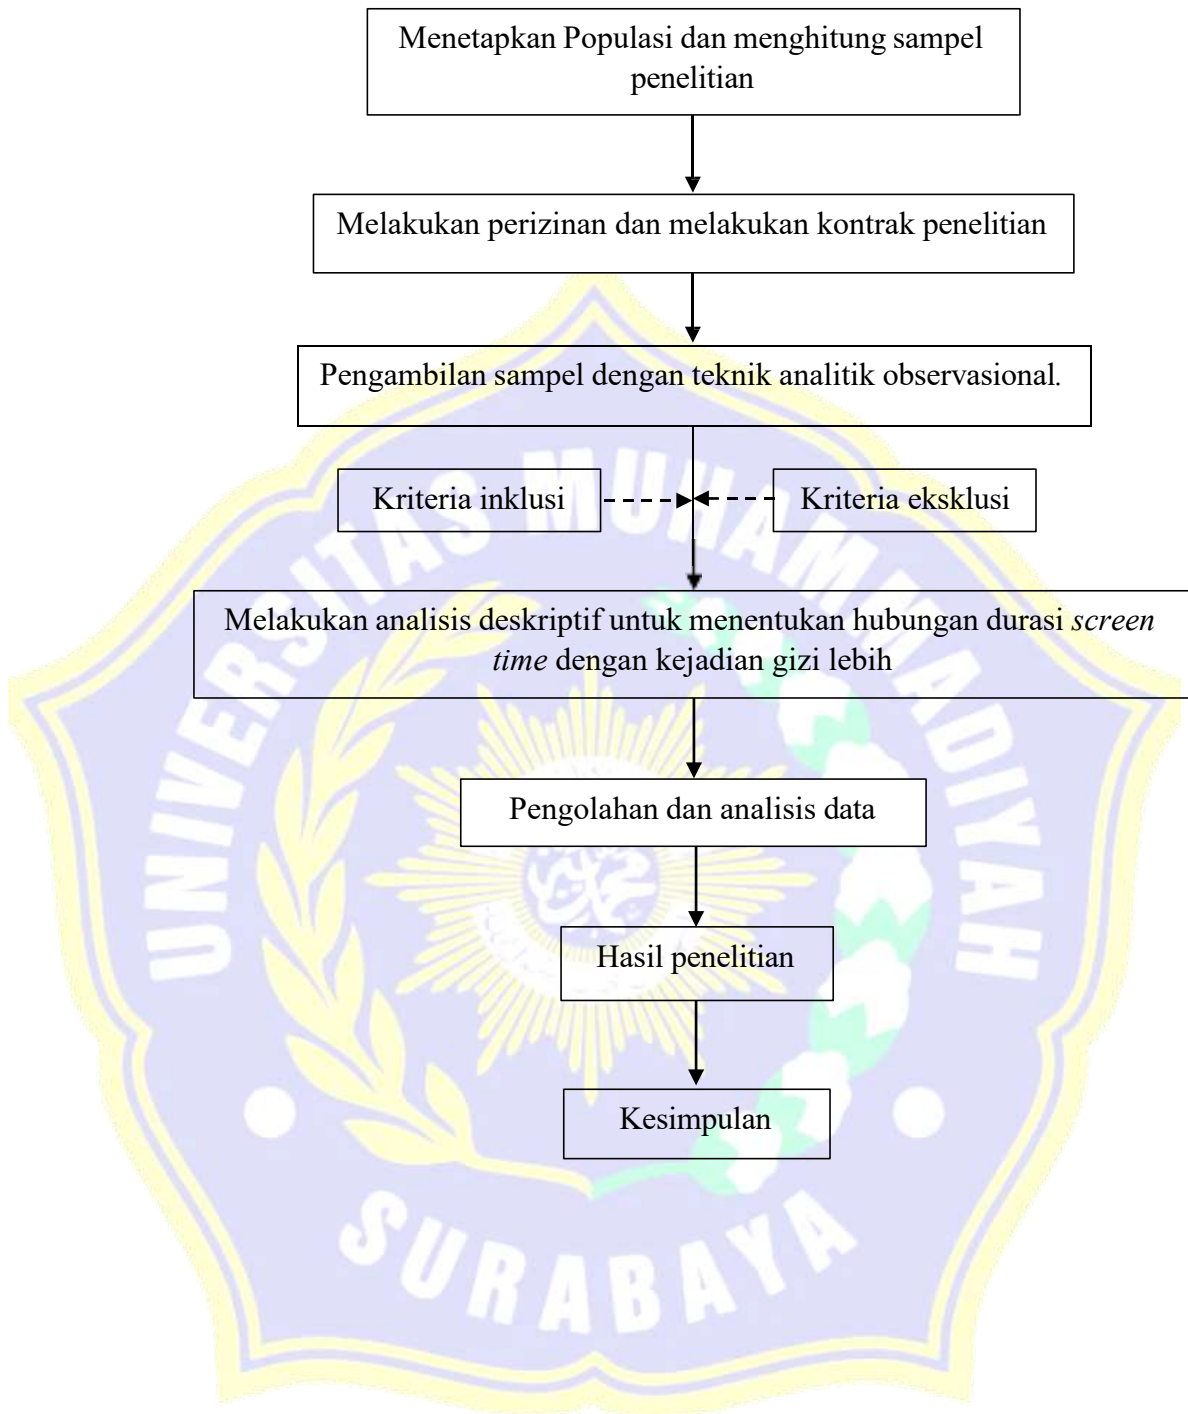 Menetapkan Populasi dan menghitung sampel
penelitian
Melakukan perizinan dan melakukan kontrak penelitian
Pengambilan sampel dengan teknik analitik observasional.
Kriteria inklusi
Kriteria eksklusi
Melakukan analisis deskriptif untuk menentukan hubungan durasi screen
time dengan kejadian gizi lebih
Pengolahan dan analisis data
Hasil penelitian
Kesimpulan
UNIVERSITAS MUHAMMADIYAH
SURABAYA